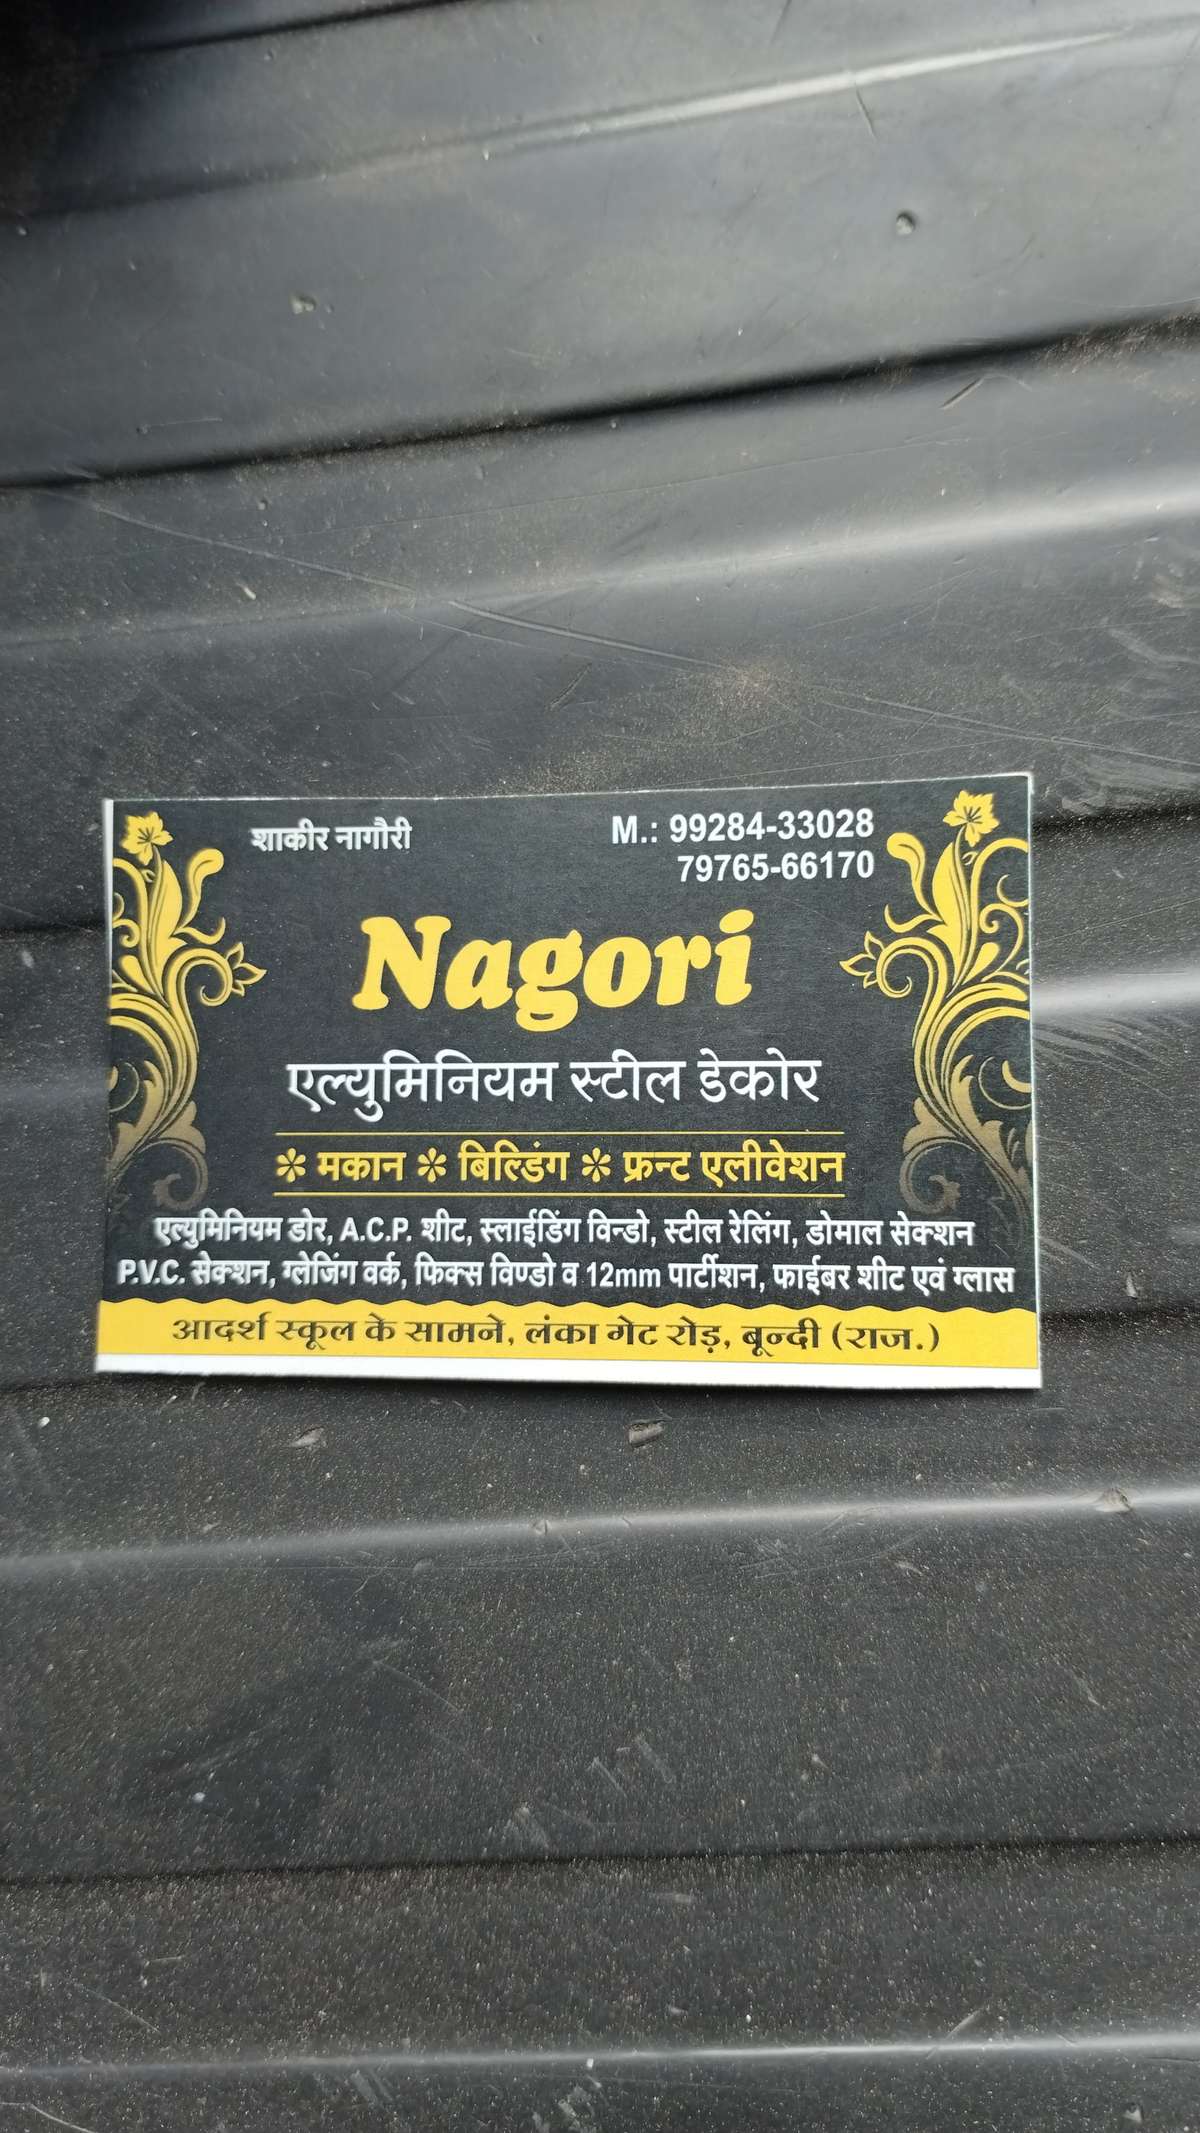 शाकीर नागौरी
M.: 99284-33028
79765-66170
Nagori
एल्युमिनियम स्टील डेकोर
✼ मकान ✼ बिल्डिंग ✼ फ्रन्ट एलीवेशन
एल्युमिनियम डोर, A.C.P. शीट, स्लाईडिंग विन्डो, स्टील रेलिंग, डोमाल सेक्शन
P.V.C. सेक्शन, ग्लेजिंग वर्क, फिक्स विण्डो व 12mm पार्टीशन, फाईबर शीट एवं ग्लास
आदर्श स्कूल के सामने, लंका गेट रोड़, बून्दी (राज.)